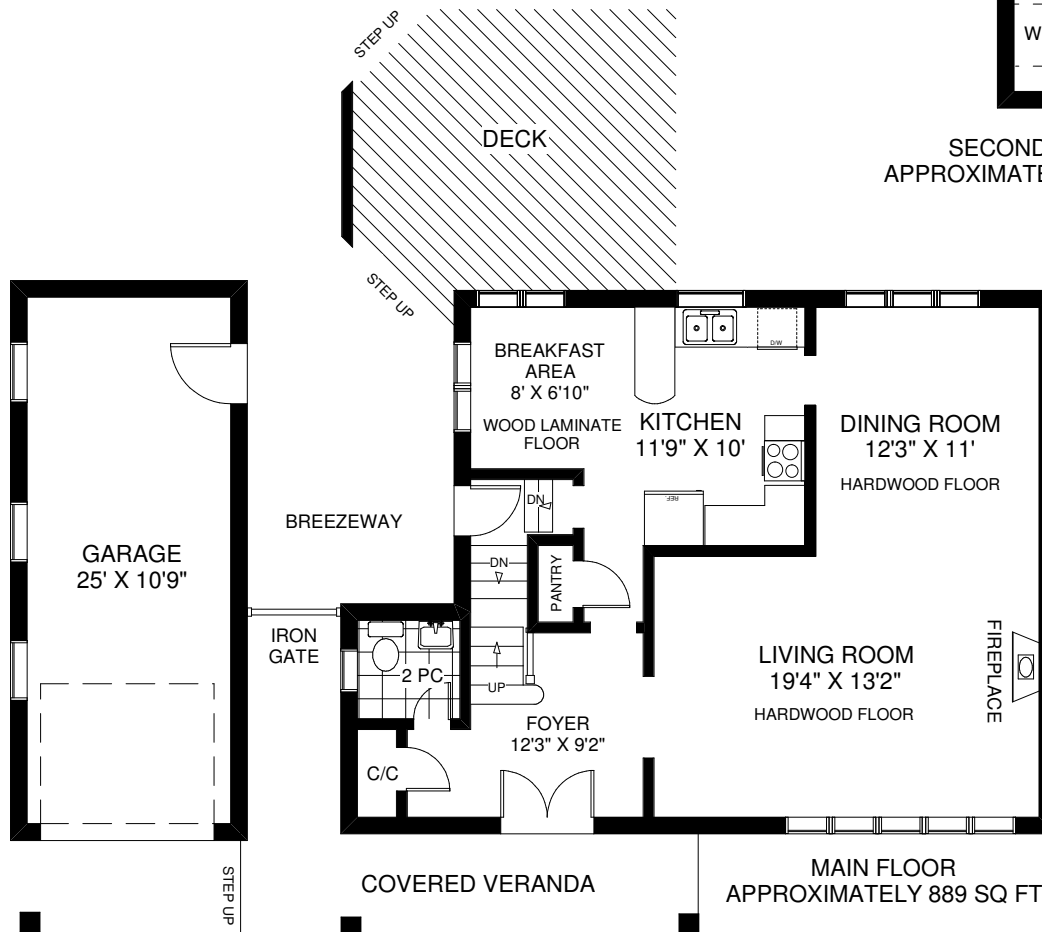 STEP UP
W
DECK
SECOND
APPROXIMATE
STEP UP
BREAKFAST
AREA
8' X 6'10"
WOOD LAMINATE
FLOOR
D/W
KITCHEN
11'9" X 10'
DINING ROOM
12'3" X 11'
HARDWOOD FLOOR
REF.
DN
BREEZEWAY
GARAGE
25' X 10'9"
DN
PANTRY
IRON
GATE
2 PC
UP
LIVING ROOM
19'4" X 13'2"
HARDWOOD FLOOR
FIREPLACE
FOYER
12'3" X 9'2"
C/C
STEP UP
COVERED VERANDA
MAIN FLOOR
APPROXIMATELY 889 SQ FT